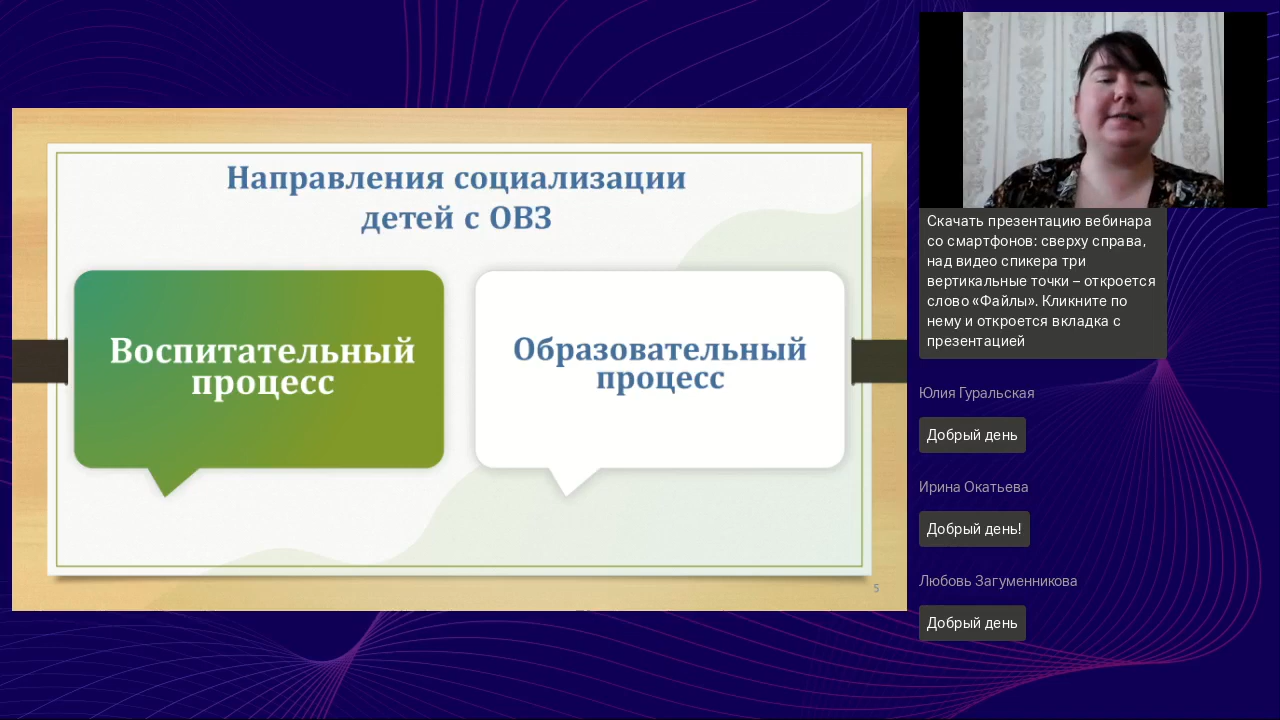 Направления социализации
детей с ОВЗ
Воспитательный
процесс
Образовательный
процесс
5
Скачать презентацию вебинара
со смартфонов: сверху справа,
над видео спикера три
вертикальные точки – откроется
слово «Файлы». Кликните по
нему и откроется вкладка с
презентацией
Юлия Гуральская
Добрый день
Ирина Окатьева
Добрый день!
Любовь Загуменникова
Добрый день